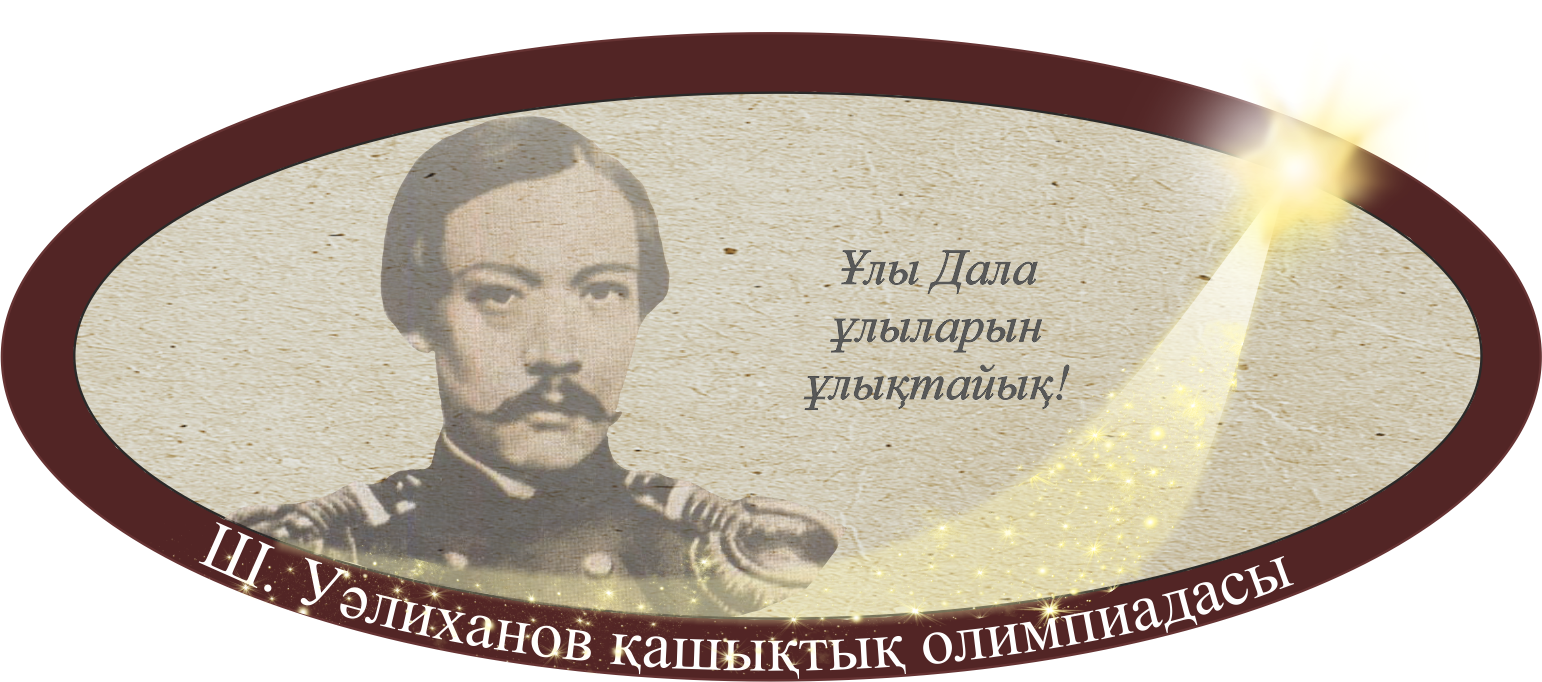 Ұлы Дала
ұлыларын
ұлықтайық!
Ш. Уәлиханов қашықтық олимпиадасы